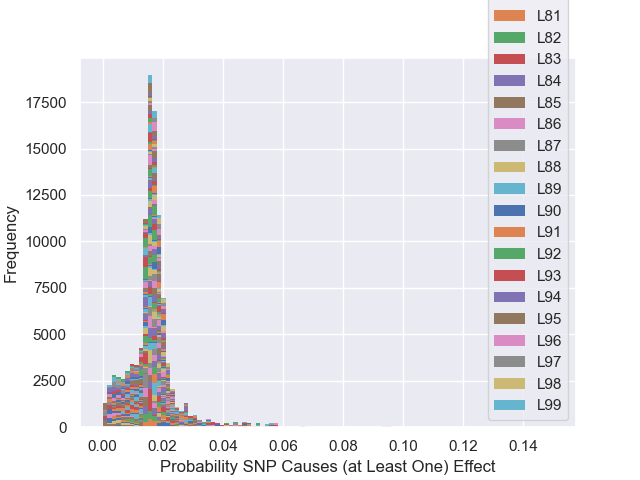 L81
L82
L83
L84
L85
L86
L87
L88
L89
L90
L91
L92
L93
L94
L95
L96
L97
L98
L99
17500
15000
12500
10000
7500
5000
2500
0
Frequency
0.00 0.02 0.04 0.06 0.08 0.10 0.12 0.14
Probability SNP Causes (at Least One) Effect